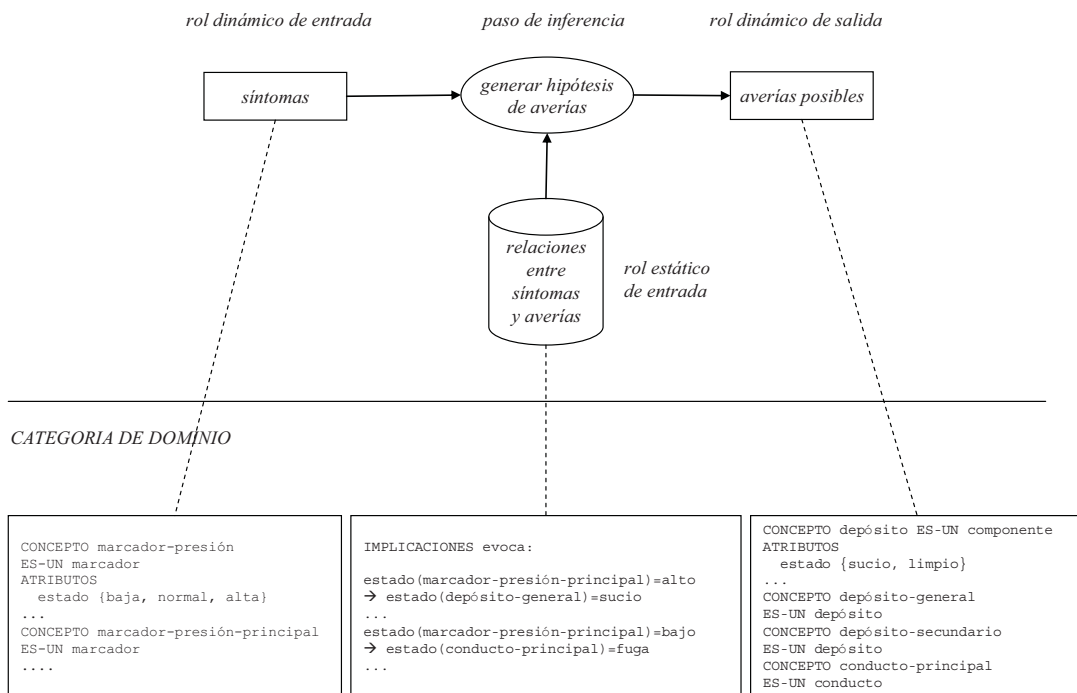 rol dinámico de entrada
paso de inferencia
rol dinámico de salida
síntomas
generar hipótesis
de averías
averías posibles
relaciones
entre
síntomas
y averías
rol estático
de entrada
CATEGORIA DE DOMINIO
CONCEPTO marcador-presión
ES-UN marcador
ATRIBUTOS
estado {baja, normal, alta}
...
CONCEPTO marcador-presión-principal
ES-UN marcador
....
IMPLICACIONES evoca:
estado(marcador-presión-principal)=alto
→ estado(depósito-general)=sucio
...
estado(marcador-presión-principal)=bajo
→ estado(conducto-principal)=fuga
...
CONCEPTO depósito ES-UN componente
ATRIBUTOS
estado {sucio, limpio}
...
CONCEPTO depósito-general
ES-UN depósito
CONCEPTO depósito-secundario
ES-UN depósito
CONCEPTO conducto-principal
ES-UN conducto